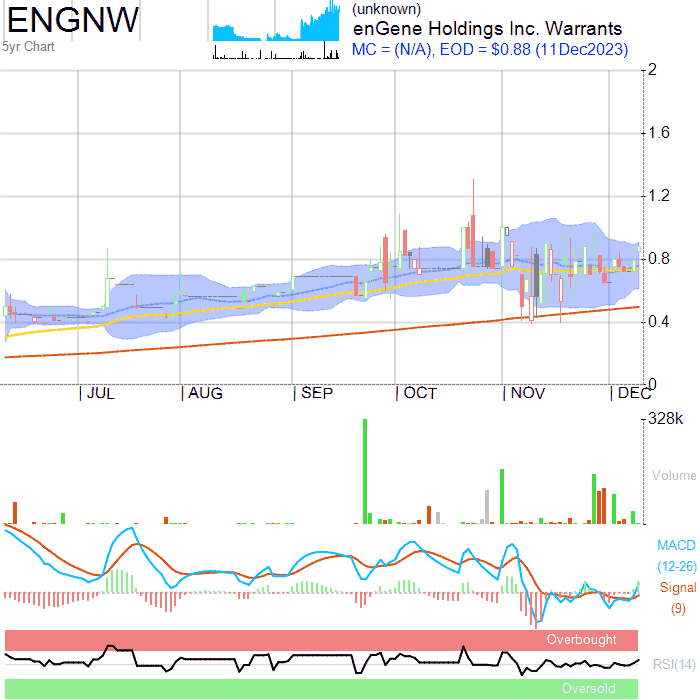 ENGNW
5yr Chart
(unknown)
enGene Holdings Inc. Warrants
MC = (N/A), EOD = $0.88 (11Dec2023)
2
1.6
1.2
0.8
0.4
0
JUL AUG SEP OCT NOV DEC
328k
Volume
MACD
(12-26)
Signal
(9)
Overbought
RSI(14)
Oversold